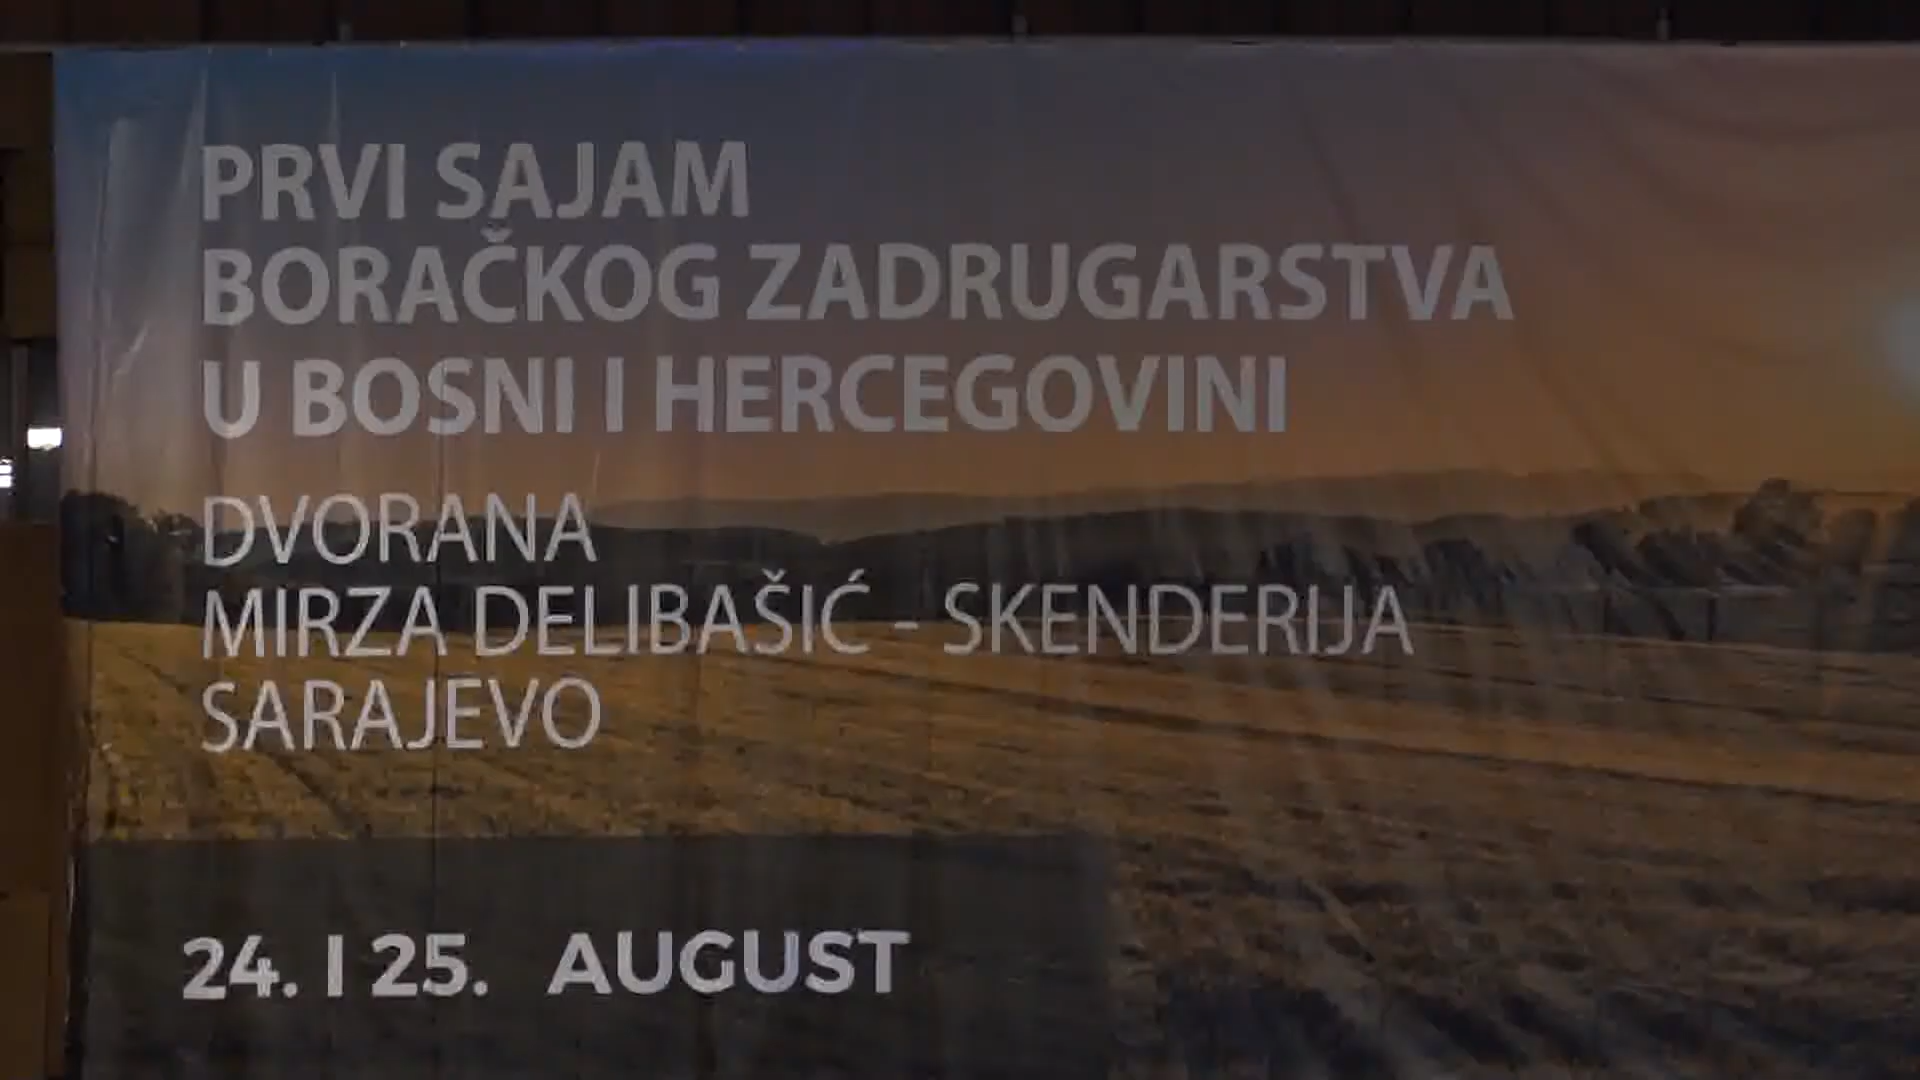 PRVI SAJAM
BORAČKOG ZADRUGARSTVA
U BOSNI I HERCEGOVINI
DVORANA
MIRZA DELIBAŠIĆ - SKENDERIJA
SARAJEVO
24. I 25. AUGUST